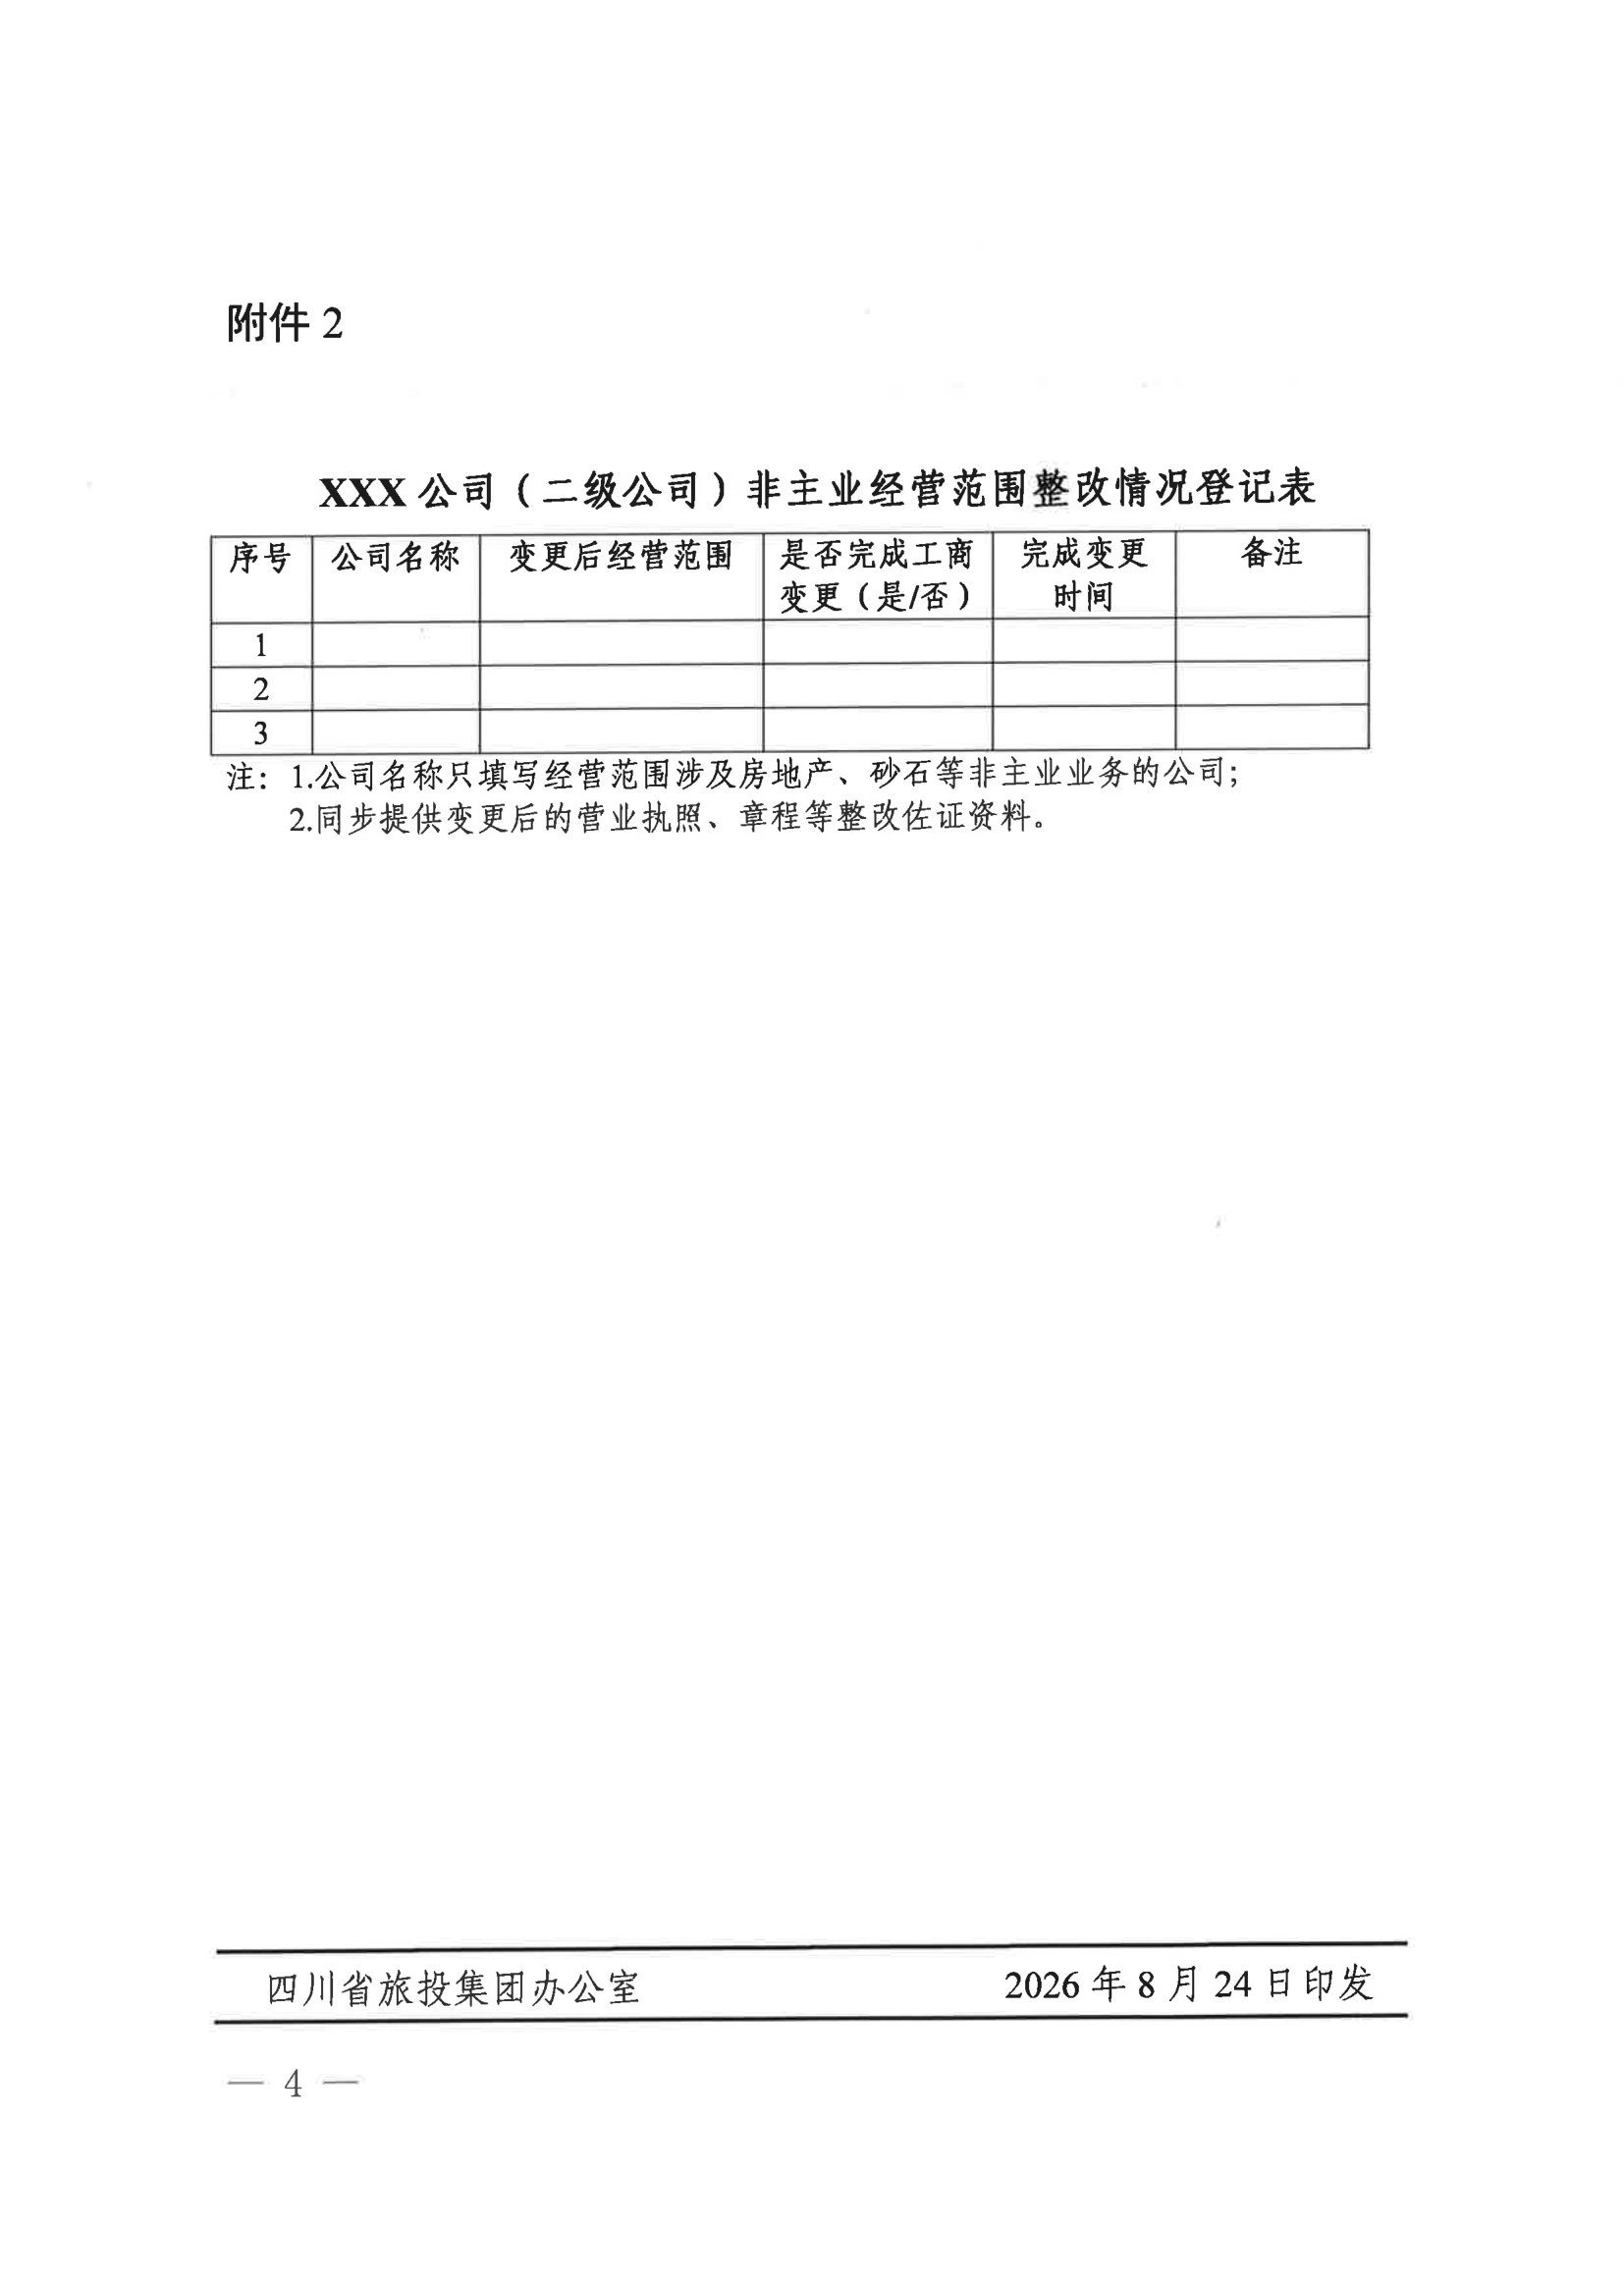 附件 2
XXX 公司（二级公司）非主业经营范围整改情况登记表
序号 公司名称 变更后经营范围 是否完成工商变更（是/否） 完成变更时间 备注
1
2
3
注：1.公司名称只填写经营范围涉及房地产、砂石等非主业业务的公司；
2.同步提供变更后的营业执照、章程等整改佐证资料。
四川省旅投集团办公室 2026 年 8 月 24 日印发
— 4 —